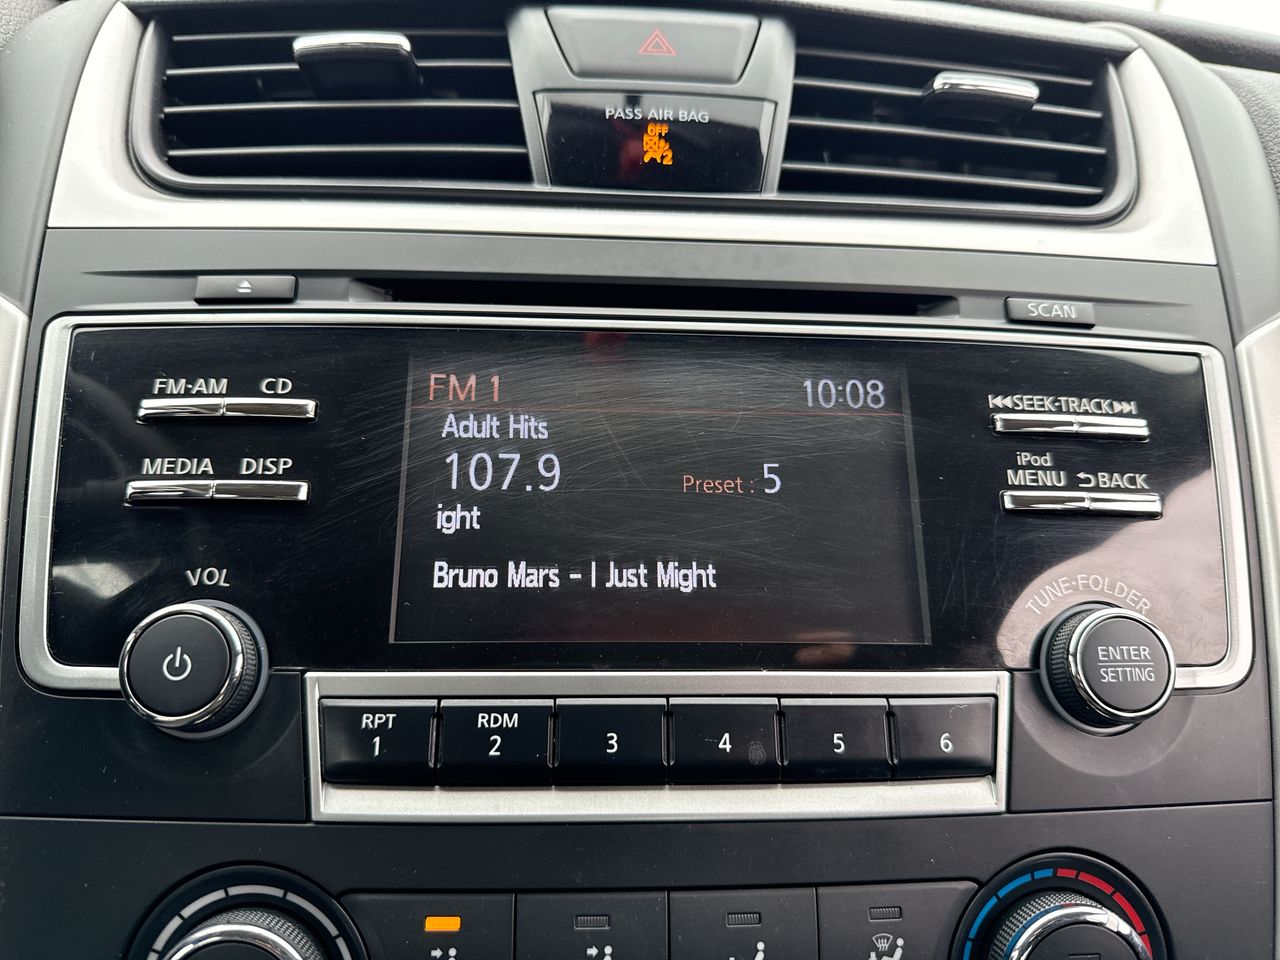 PASS AIR BAG
OFF
2
SCAN
FM·AM CD
MEDIA DISP
VOL
FM 1 10:08
Adult Hits
107.9 Preset : 5
ight
Bruno Mars - I Just Might
SEEK·TRACK
iPod
MENU BACK
TUNE·FOLDER
ENTER
SETTING
RPT
1
RDM
2
3
4
5
6